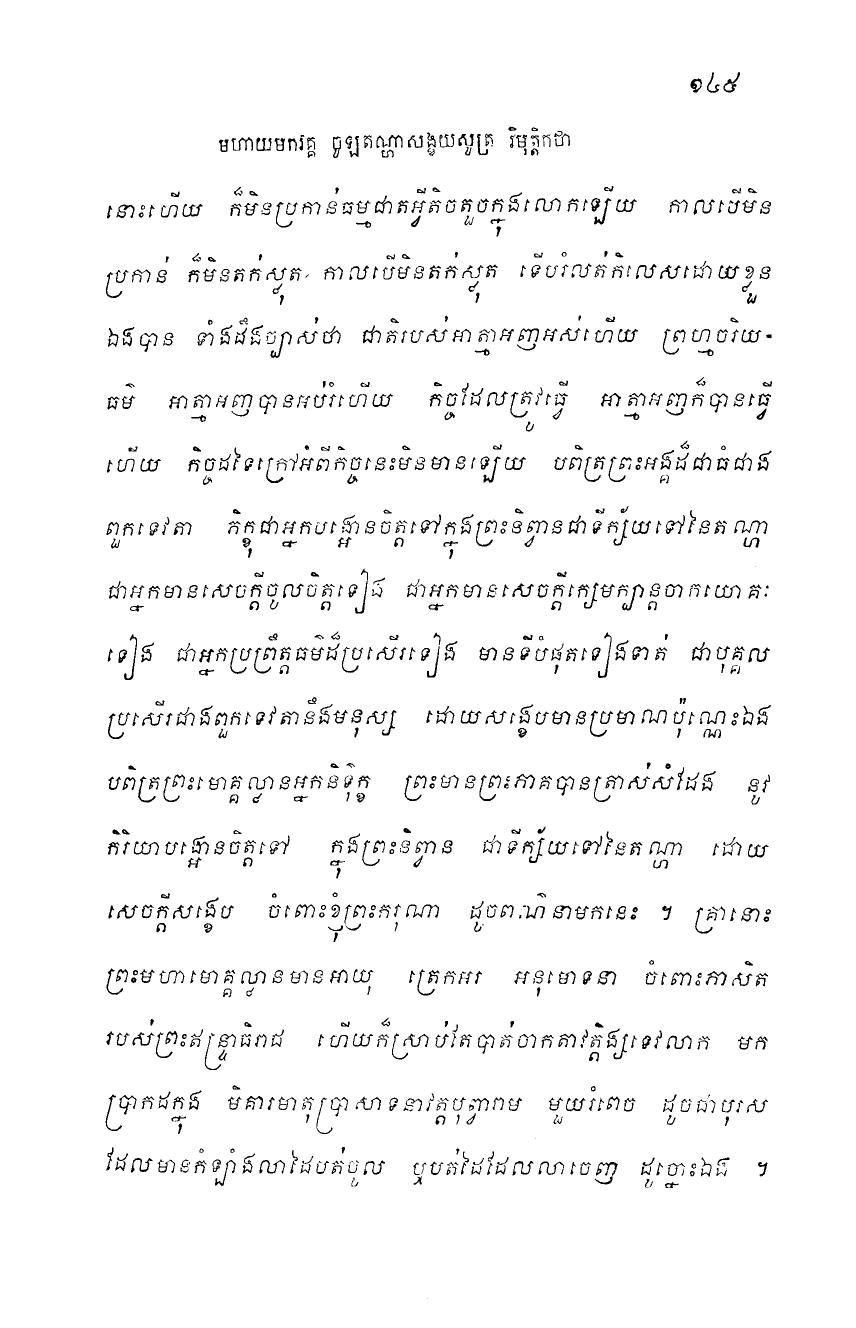 ១៤៥
មហាយមកវគ្គ ចូឡតណ្ហាសង្ខយសូត្រ វិមុត្តិកថា
នោះហើយ ក៏មិនប្រកាន់ធម្មជាតអ្វីតិចតួចក្នុងលោកឡើយ កាលបើមិន
ប្រកាន់ ក៏មិនតក់ស្លុត កាលបើមិនតក់ស្លុត ទើបរំលត់កិលេសដោយខ្លួន
ឯងបាន ទាំងដឹងច្បាស់ថា ជាតិរបស់អាត្មាអញអស់ហើយ ព្រហ្មចរិយ-
ធម៌ អាត្មាអញបានអប់រំហើយ កិច្ចដែលត្រូវធ្វើ អាត្មាអញក៏បានធ្វើ
ហើយ កិច្ចដទៃក្រៅអំពីកិច្ចនេះមិនមានឡើយ បពិត្រព្រះអង្គដ៏ជាធំជាង
ពួកទេវតា ភិក្ខុជាអ្នកបង្អោនចិត្តទៅក្នុងព្រះនិព្វានជាទីក្ស័យទៅនៃតណ្ហា
ជាអ្នកមានសេចក្តីចូលចិត្តទៀង ជាអ្នកមានសេចក្តីក្សេមក្សាន្តចាកយោគៈ
ទៀង ជាអ្នកប្រព្រឹត្តធម៌ដ៏ប្រសើរទៀង មានទីបំផុតទៀងទាត់ ជាបុគ្គល
ប្រសើរជាងពួកទេវតានឹងមនុស្ស ដោយសង្ខេបមានប្រមាណប៉ុណ្ណេះឯង
បពិត្រព្រះមោគ្គល្លានអ្នកនិទ៌ុក្ខ ព្រះមានព្រះភាគបានត្រាស់សំដែង នូវ
កិរិយាបង្អោនចិត្តទៅ ក្នុងព្រះនិព្វាន ជាទីក្ស័យទៅនៃតណ្ហា ដោយ
សេចក្តីសង្ខេប ចំពោះខ្ញុំព្រះករុណា ដូចពណ៌នាមកនេះ ។ គ្រានោះ
ព្រះមហាមោគ្គល្លានមានអាយុ ត្រេកអរ អនុមោទនា ចំពោះភាសិត
របស់ព្រះឥន្ទ្រាធិរាជ ហើយក៏ស្រាប់តែបាត់ចាកតាវត្តិង្សទេវលោក មក
ប្រាកដក្នុង មិគារមាតុប្រាសាទនាវត្តបុព្វារាម មួយរំពេច ដូចជាបុរស
ដែលមានកំឡាំងលាដៃបត់ចូល ឬបត់ដៃដែលលាចេញ ដូច្នោះឯង ។